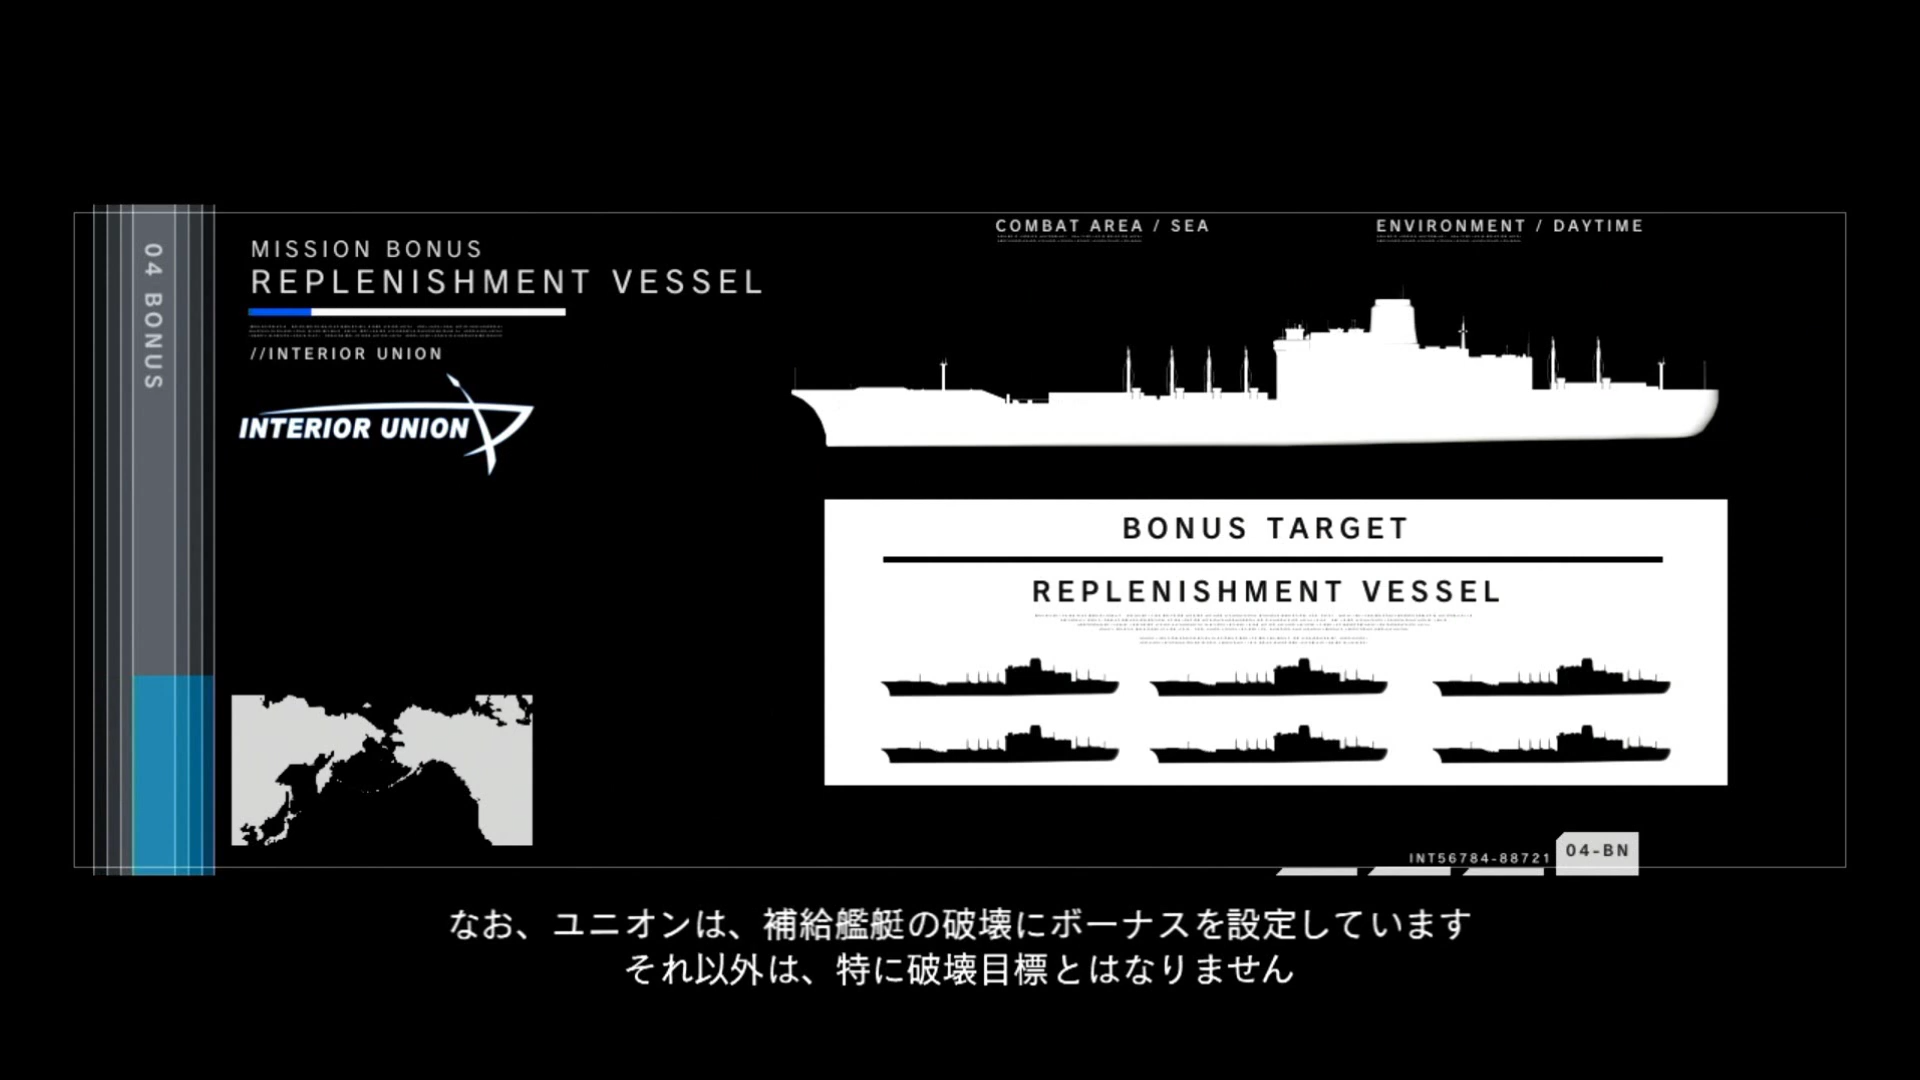 04 BONUS
MISSION BONUS
REPLENISHMENT VESSEL
//INTERIOR UNION
INTERIOR UNION
COMBAT AREA / SEA
ENVIRONMENT / DAYTIME
BONUS TARGET
REPLENISHMENT VESSEL
INT56784-88721
04-BN
なお、ユニオンは、補給艦艇の破壊にボーナスを設定しています
それ以外は、特に破壊目標とはなりません